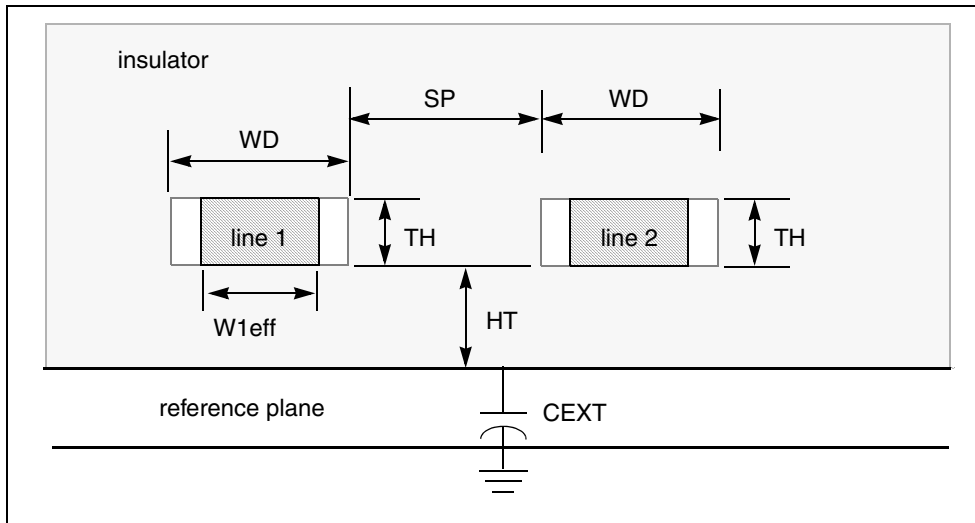 insulator
SP
WD
WD
line 1
TH
line 2
TH
W1eff
HT
reference plane
CEXT